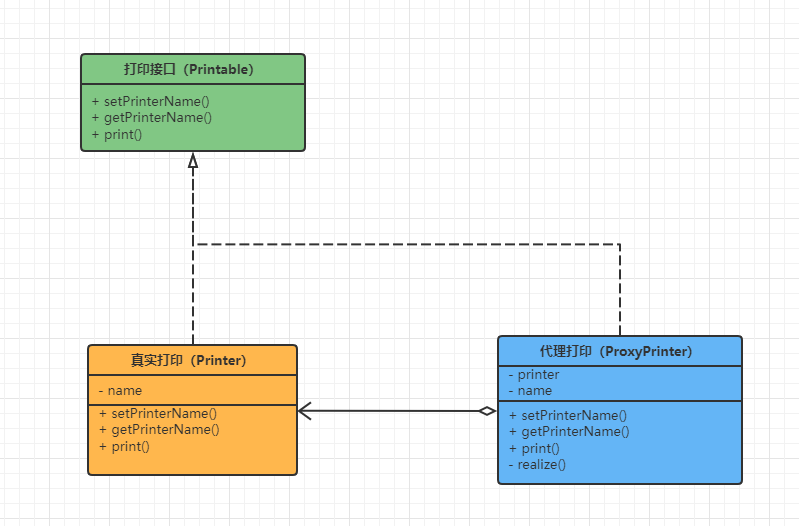 打印接口（Printable）
+ setPrinterName()
+ getPrinterName()
+ print()
真实打印（Printer）
- name
+ setPrinterName()
+ getPrinterName()
+ print()
代理打印（ProxyPrinter）
- printer
- name
+ setPrinterName()
+ getPrinterName()
+ print()
- realize()